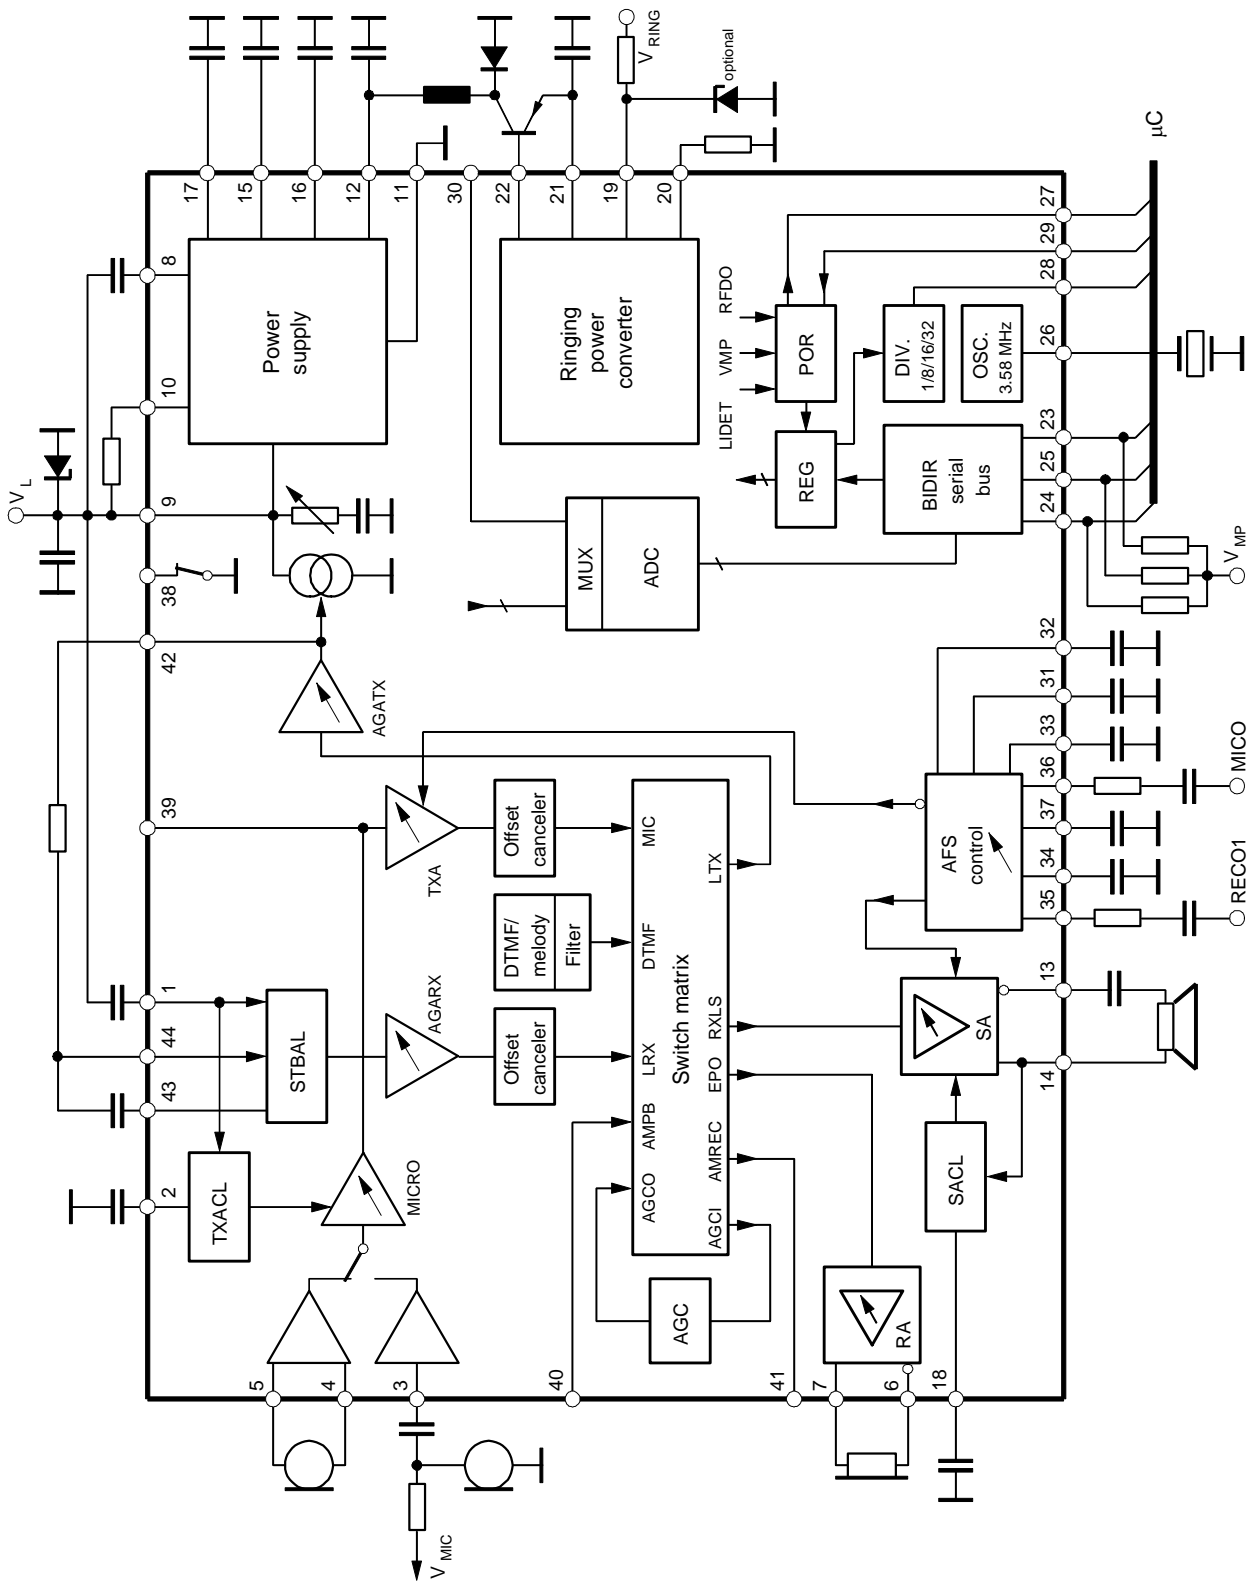 V L
9
10
8
38
42
39
1
44
43
2
17
15
16
12
11
30
22
21
19
20
V RING
optional
Power
supply
Ringing
power
converter
RFDO
VMP
LIDET
POR
REG
DIV.
1/8/16/32
OSC.
3.58 MHz
BIDIR
serial
bus
MUX
ADC
27
29
28
26
23
25
24
µC
V MP
32
31
33
36
37
34
35
MICO
RECO1
13
14
AGATX
TXA
AGARX
MICRO
STBAL
TXACL
Offset
canceler
DTMF/
melody
Filter
Offset
canceler
MIC
DTMF
LRX
AMPB
AGCO
Switch matrix
LTX
RXLS
EPO
AMREC
AGCI
AGC
AFS
control
SA
SACL
RA
5
4
3
40
41
7
6
18
V MIC